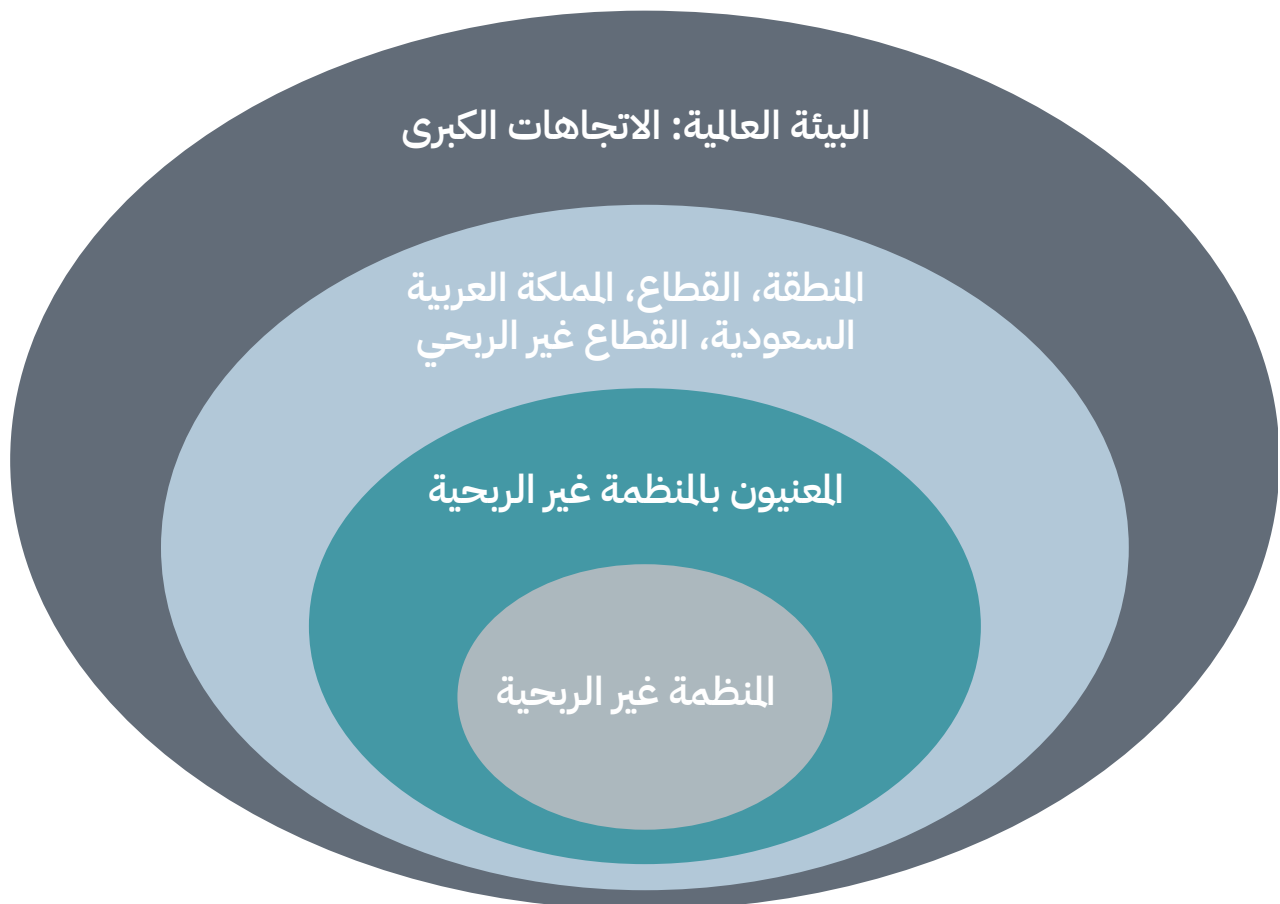 البيئة العالمية: الاتجاهات الكبرى
المنطقة، القطاع، المملكة العربية
السعودية، القطاع غير الربحي
المعنيون بالمنظمة غير الربحية
المنظمة غير الربحية